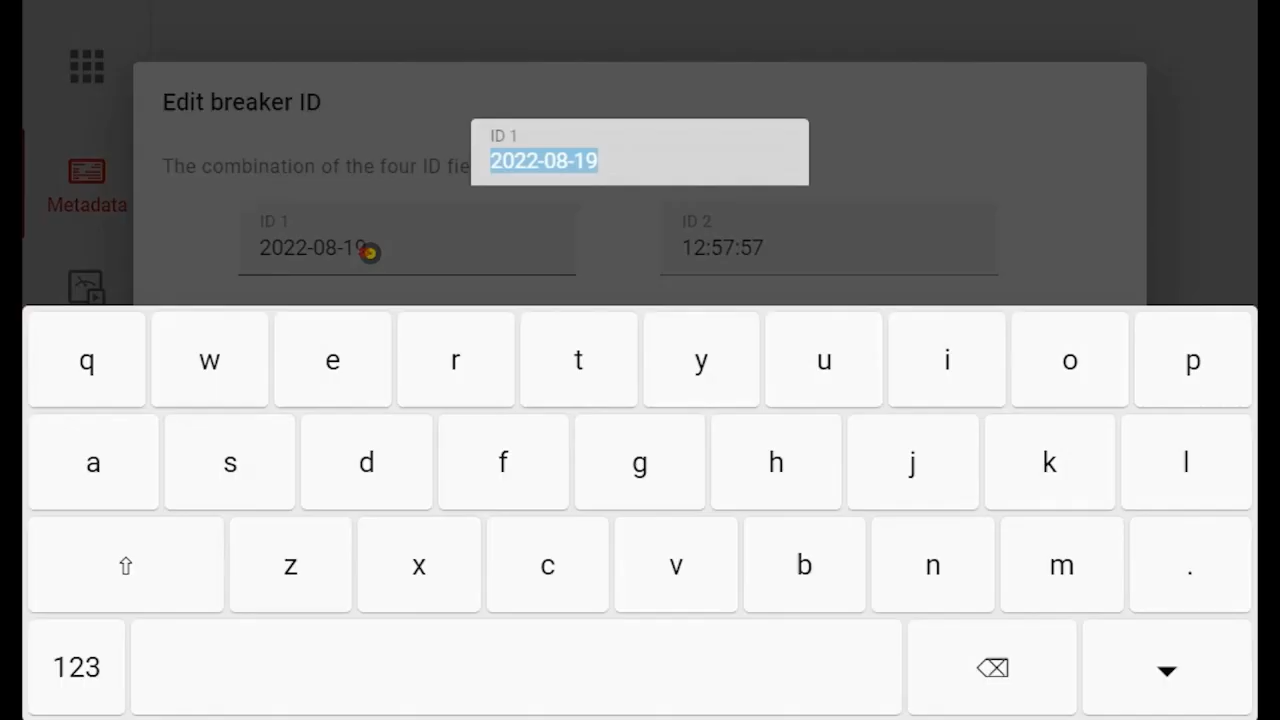 Edit breaker ID
ID 1
2022-08-19
The combination of the four ID fie
Metadata
ID 1
2022-08-19
ID 2
12:57:57
q w e r t y u i o p
a s d f g h j k l
⇧ z x c v b n m .
123 ⌫